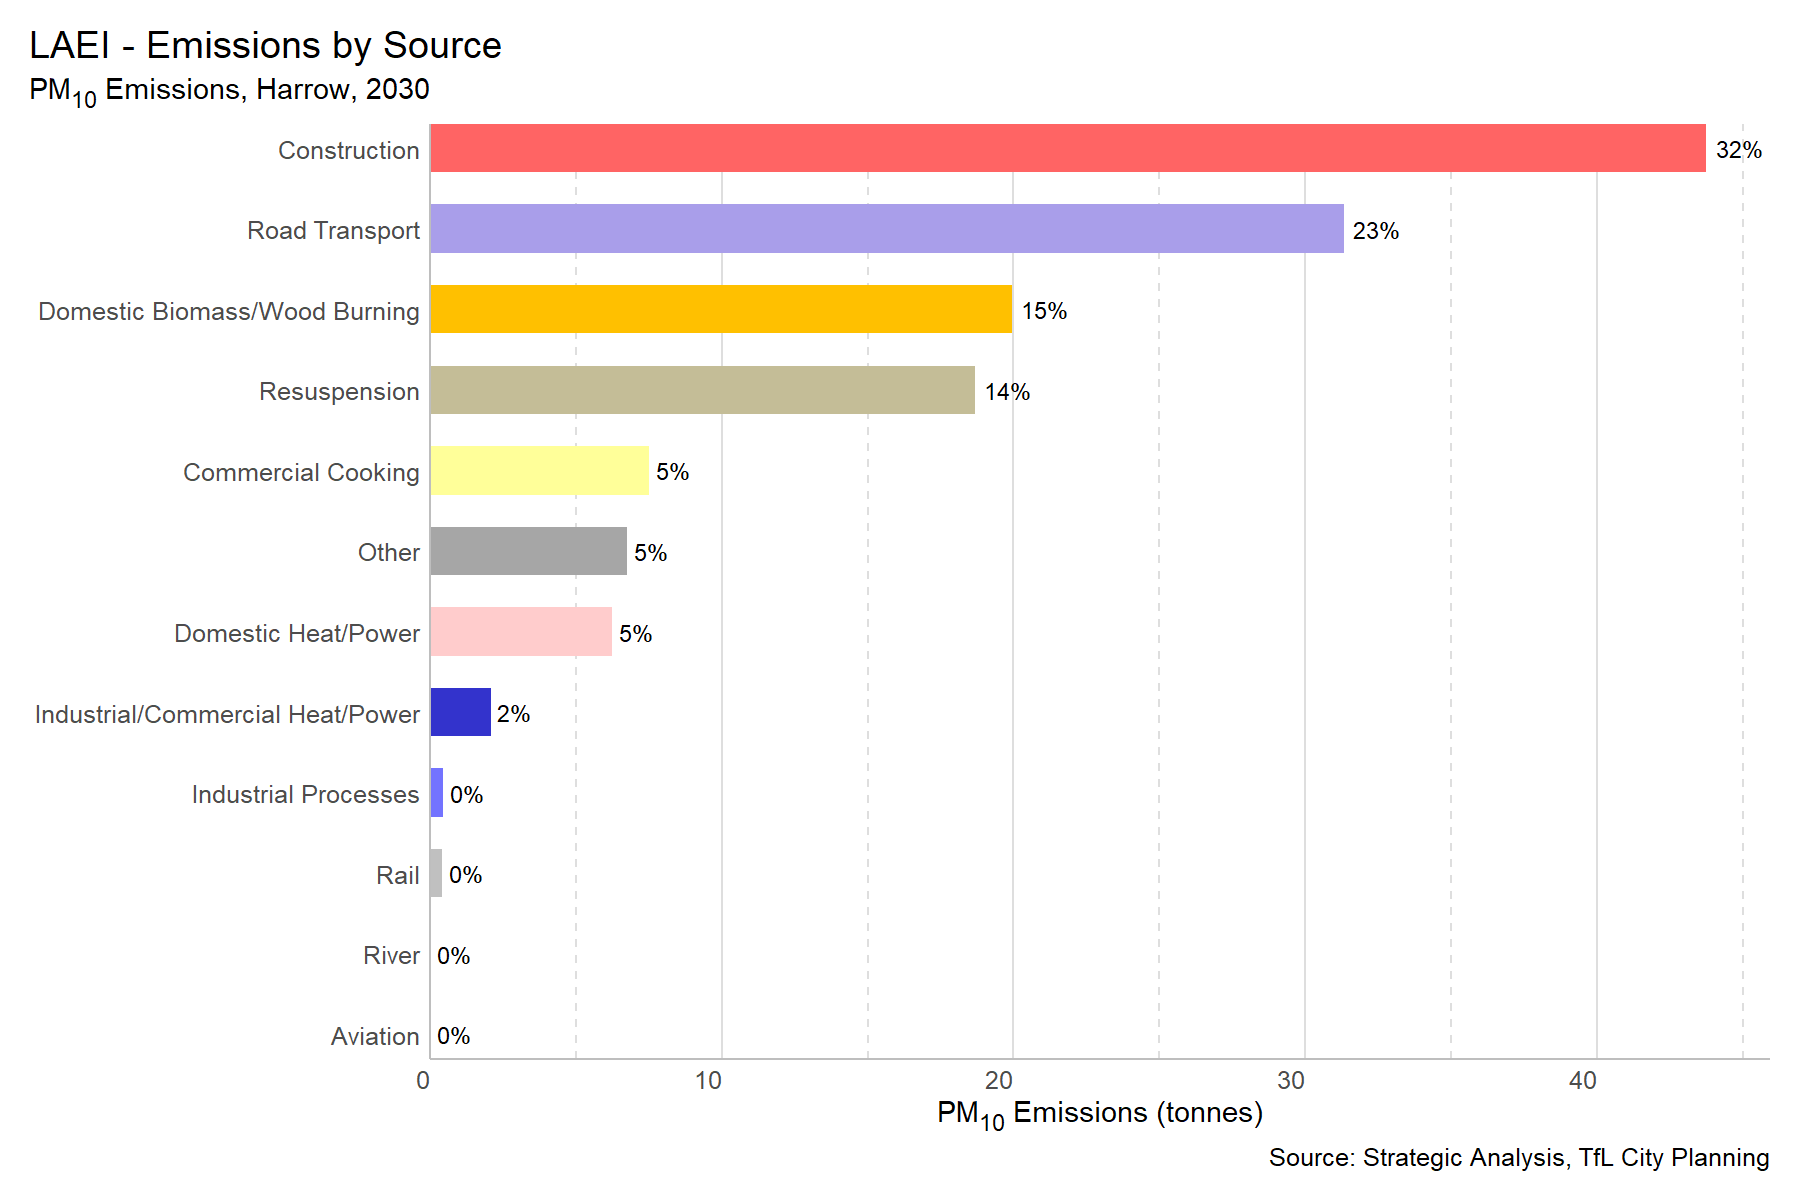 LAEI - Emissions by Source
PM10 Emissions, Harrow, 2030
Construction 32%
Road Transport 23%
Domestic Biomass/Wood Burning 15%
Resuspension 14%
Commercial Cooking 5%
Other 5%
Domestic Heat/Power 5%
Industrial/Commercial Heat/Power 2%
Industrial Processes 0%
Rail 0%
River 0%
Aviation 0%
0 10 20 30 40
PM10 Emissions (tonnes)
Source: Strategic Analysis, TfL City Planning